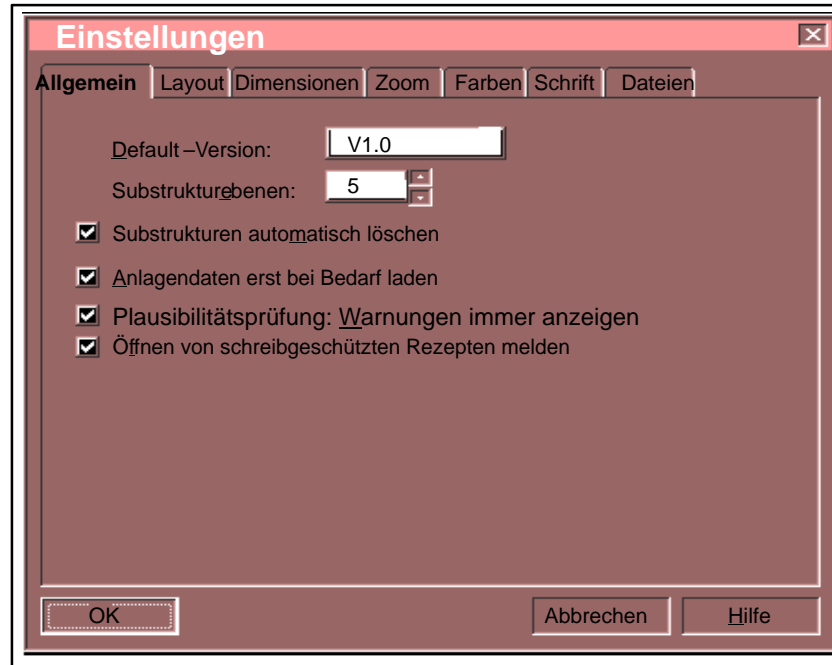 Einstellungen
Allgemein Layout Dimensionen Zoom Farben Schrift Dateien
Default–Version: V1.0
Substrukturebenen: 5
Substrukturen automatisch löschen
Anlagendaten erst bei Bedarf laden
Plausibilitätsprüfung: Warnungen immer anzeigen
Öffnen von schreibgeschützten Rezepten melden
OK Abbrechen Hilfe